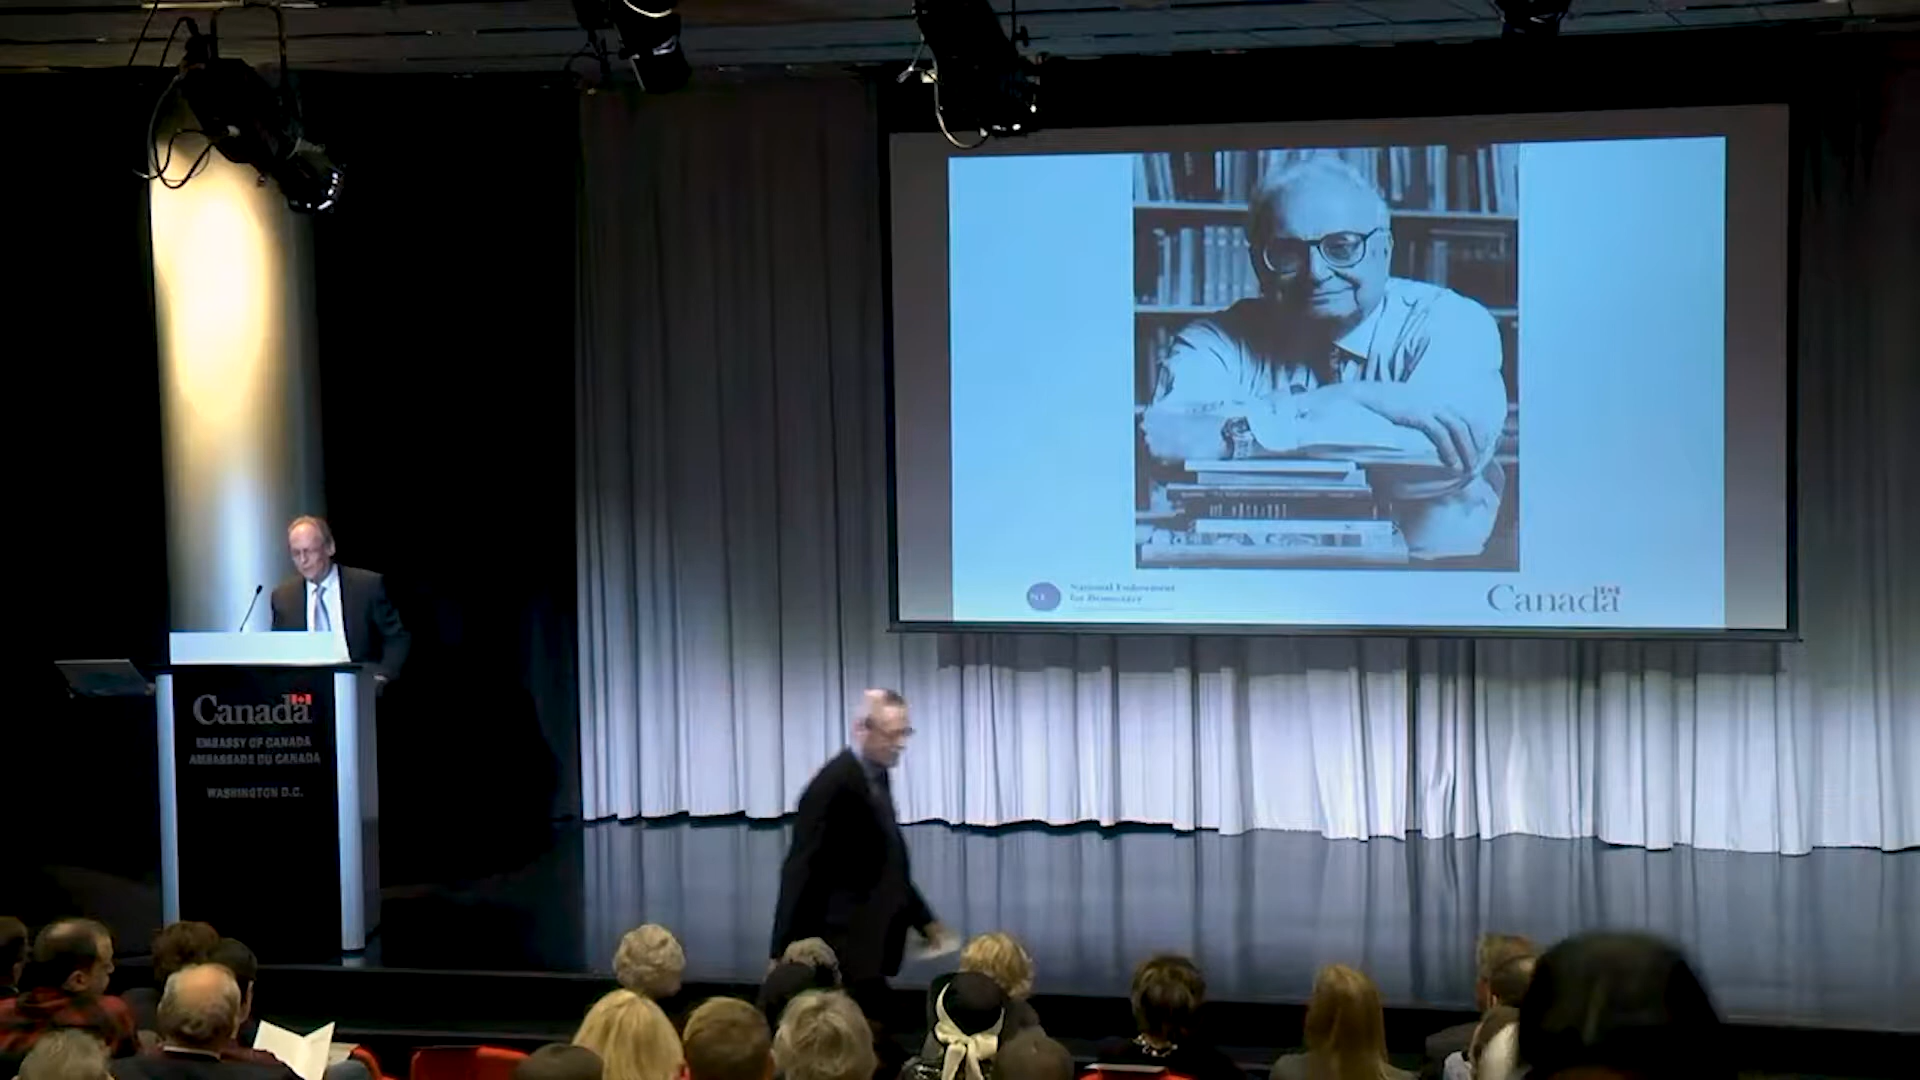 National Endowment
for Democracy
Canada
Canada
EMBASSY OF CANADA
AMBASSADE DU CANADA
WASHINGTON D.C.